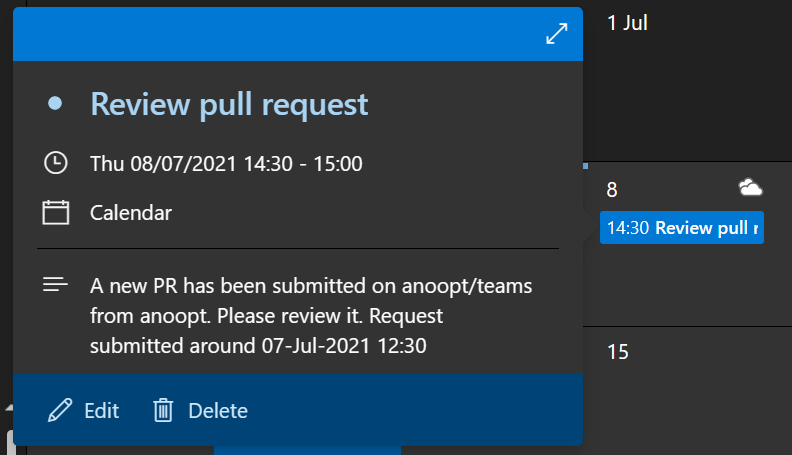 1 Jul
Review pull request
Thu 08/07/2021 14:30 - 15:00
Calendar
A new PR has been submitted on anoopt/teams
from anoopt. Please review it. Request
submitted around 07-Jul-2021 12:30
Edit
Delete
8
14:30 Review pull
15